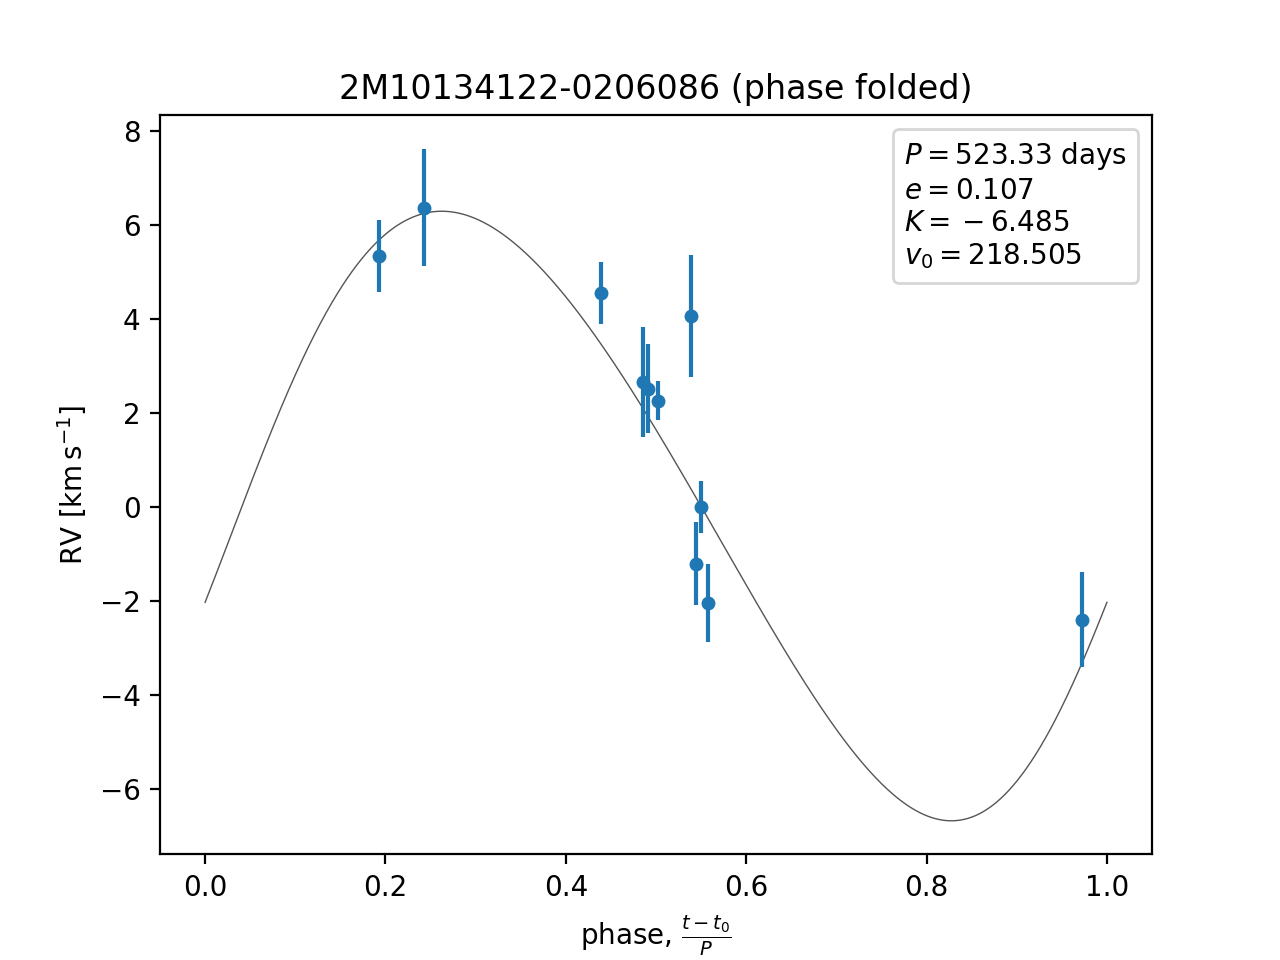 2M10134122-0206086 (phase folded)
P = 523.33 days
e = 0.107
K = −6.485
v₀ = 218.505
RV [km s⁻¹]
8
6
4
2
0
−2
−4
−6
0.0 0.2 0.4 0.6 0.8 1.0
phase, (t − t₀)/P